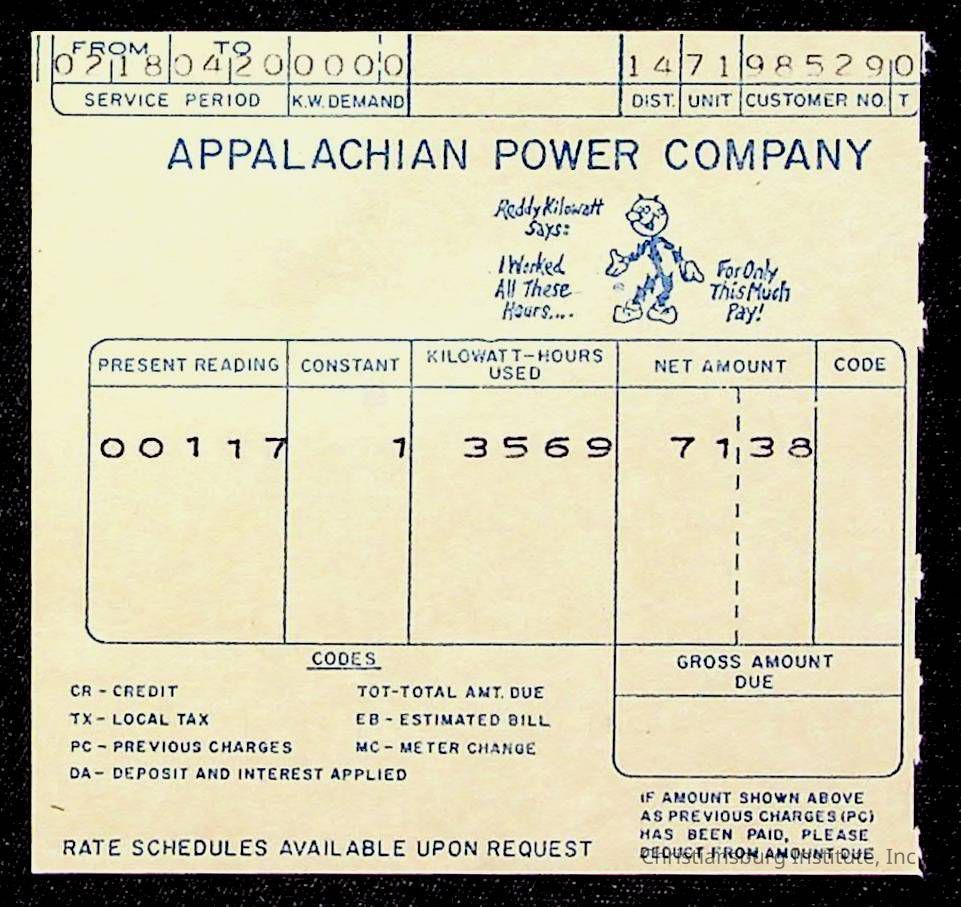 FROM TO
0218 0420 0000 14 71 98529 0
SERVICE PERIOD K.W. DEMAND DIST. UNIT CUSTOMER NO. T
APPALACHIAN POWER COMPANY
Reddy Kilowatt
Says:
I Worked
All These
Hours....
For Only
This Much
Pay!
PRESENT READING CONSTANT KILOWATT-HOURS USED NET AMOUNT CODE
00117 1 3569 71 38
CODES
CR - CREDIT TOT-TOTAL AMT. DUE
TX - LOCAL TAX EB - ESTIMATED BILL
PC - PREVIOUS CHARGES MC - METER CHANGE
DA - DEPOSIT AND INTEREST APPLIED
GROSS AMOUNT
DUE
IF AMOUNT SHOWN ABOVE
AS PREVIOUS CHARGES (PC)
HAS BEEN PAID, PLEASE
DEDUCT FROM AMOUNT DUE
RATE SCHEDULES AVAILABLE UPON REQUEST
Christiansburg Institute, Inc